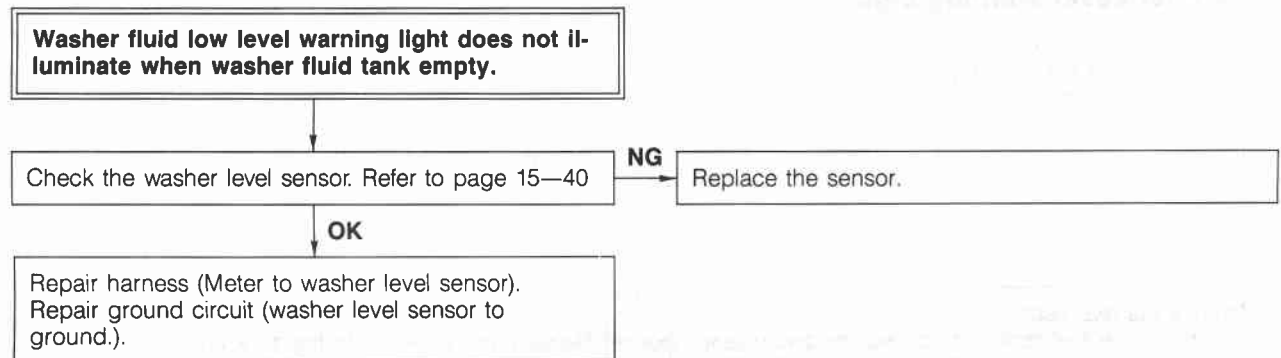 Washer fluid low level warning light does not il-
luminate when washer fluid tank empty.
Check the washer level sensor. Refer to page 15—40
NG
Replace the sensor.
OK
Repair harness (Meter to washer level sensor).
Repair ground circuit (washer level sensor to
ground.).